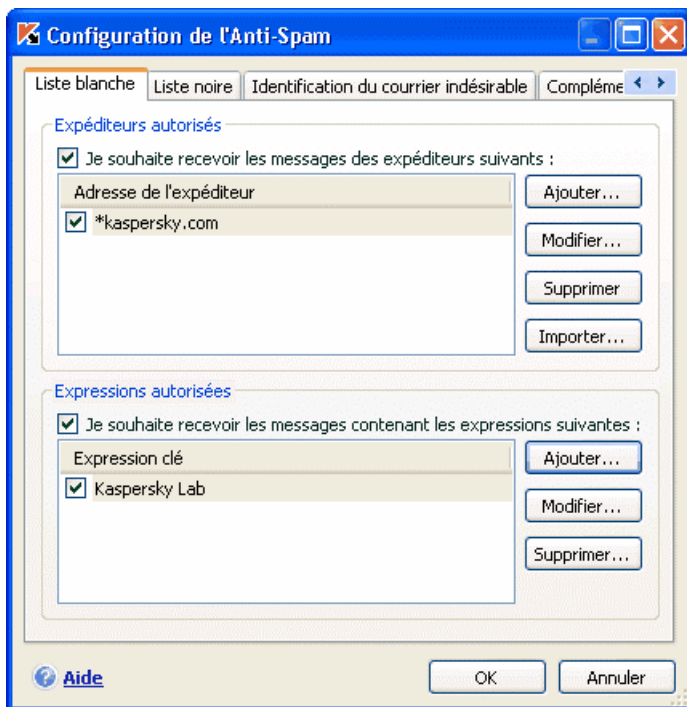 Configuration de l'Anti-Spam
Liste blanche
Liste noire
Identification du courrier indésirable
Compléme
Expéditeurs autorisés
Je souhaite recevoir les messages des expéditeurs suivants :
Adresse de l'expéditeur
*kaspersky.com
Ajouter...
Modifier...
Supprimer
Importer...
Expressions autorisées
Je souhaite recevoir les messages contenant les expressions suivantes :
Expression clé
Kaspersky Lab
Ajouter...
Modifier...
Supprimer...
Aide
OK
Annuler